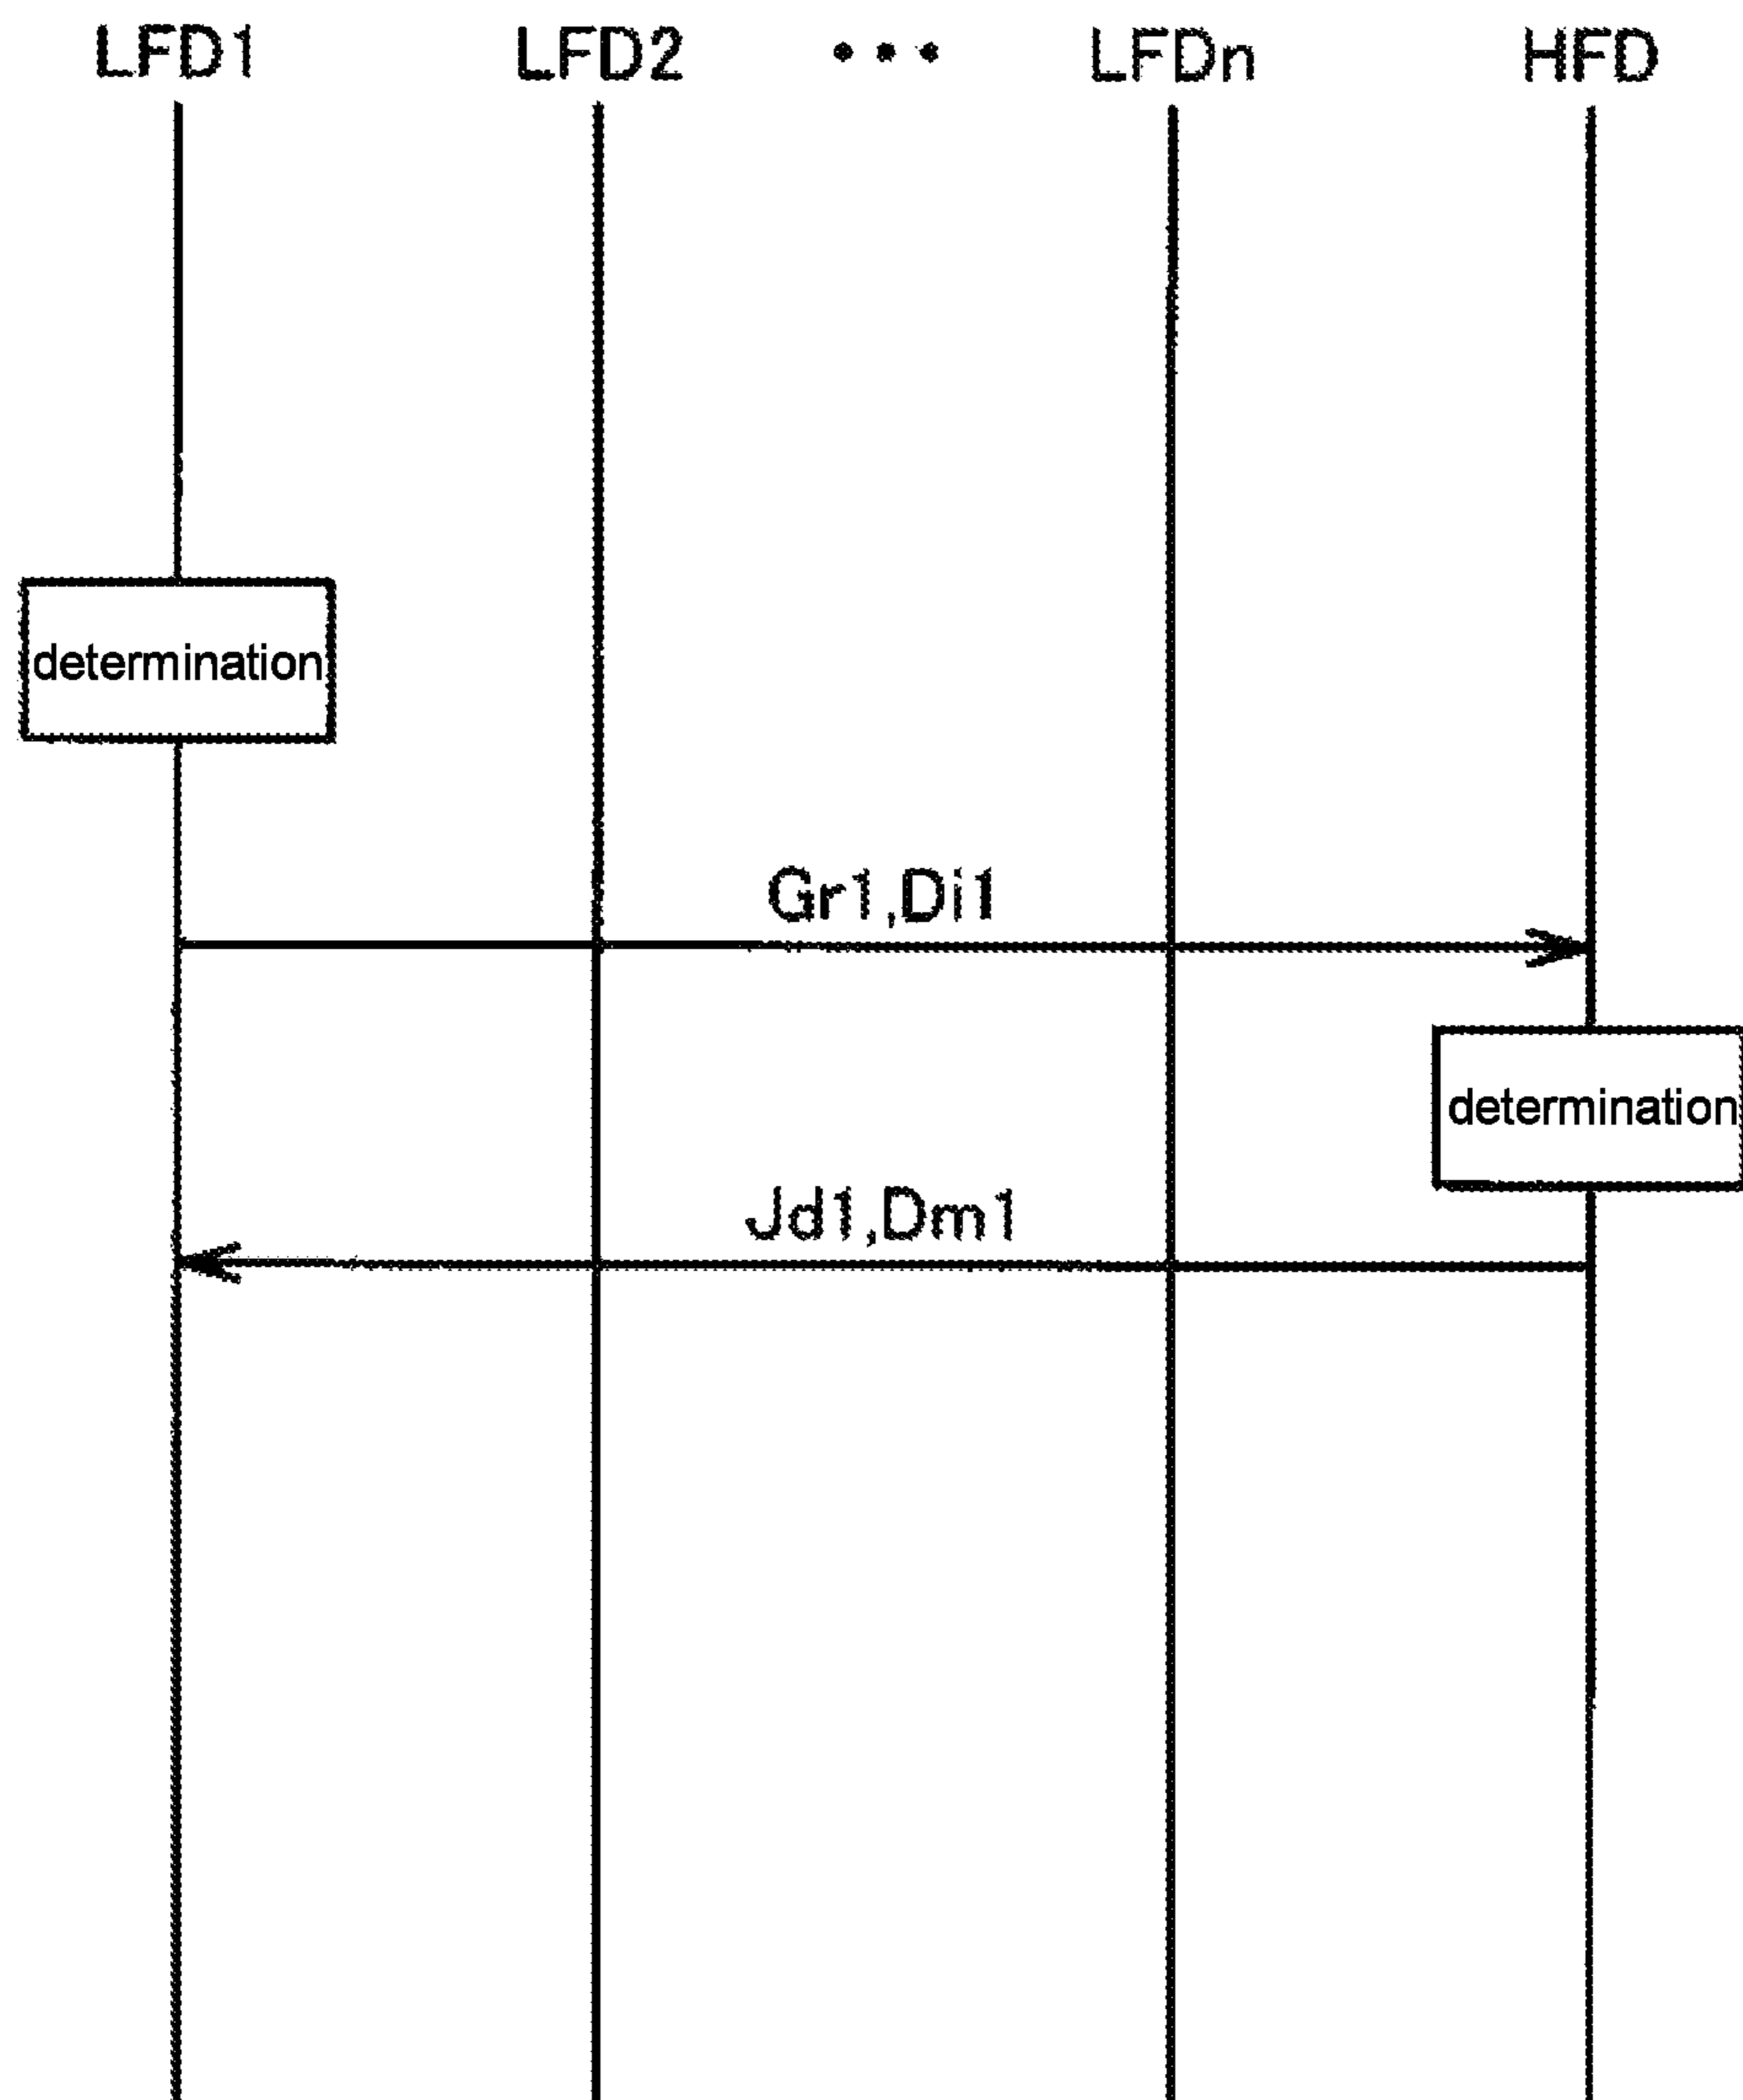 LFD1 LFD2 ••• LFDn HFD
determination
Gr1,Di1
determination
Jd1,Dm1